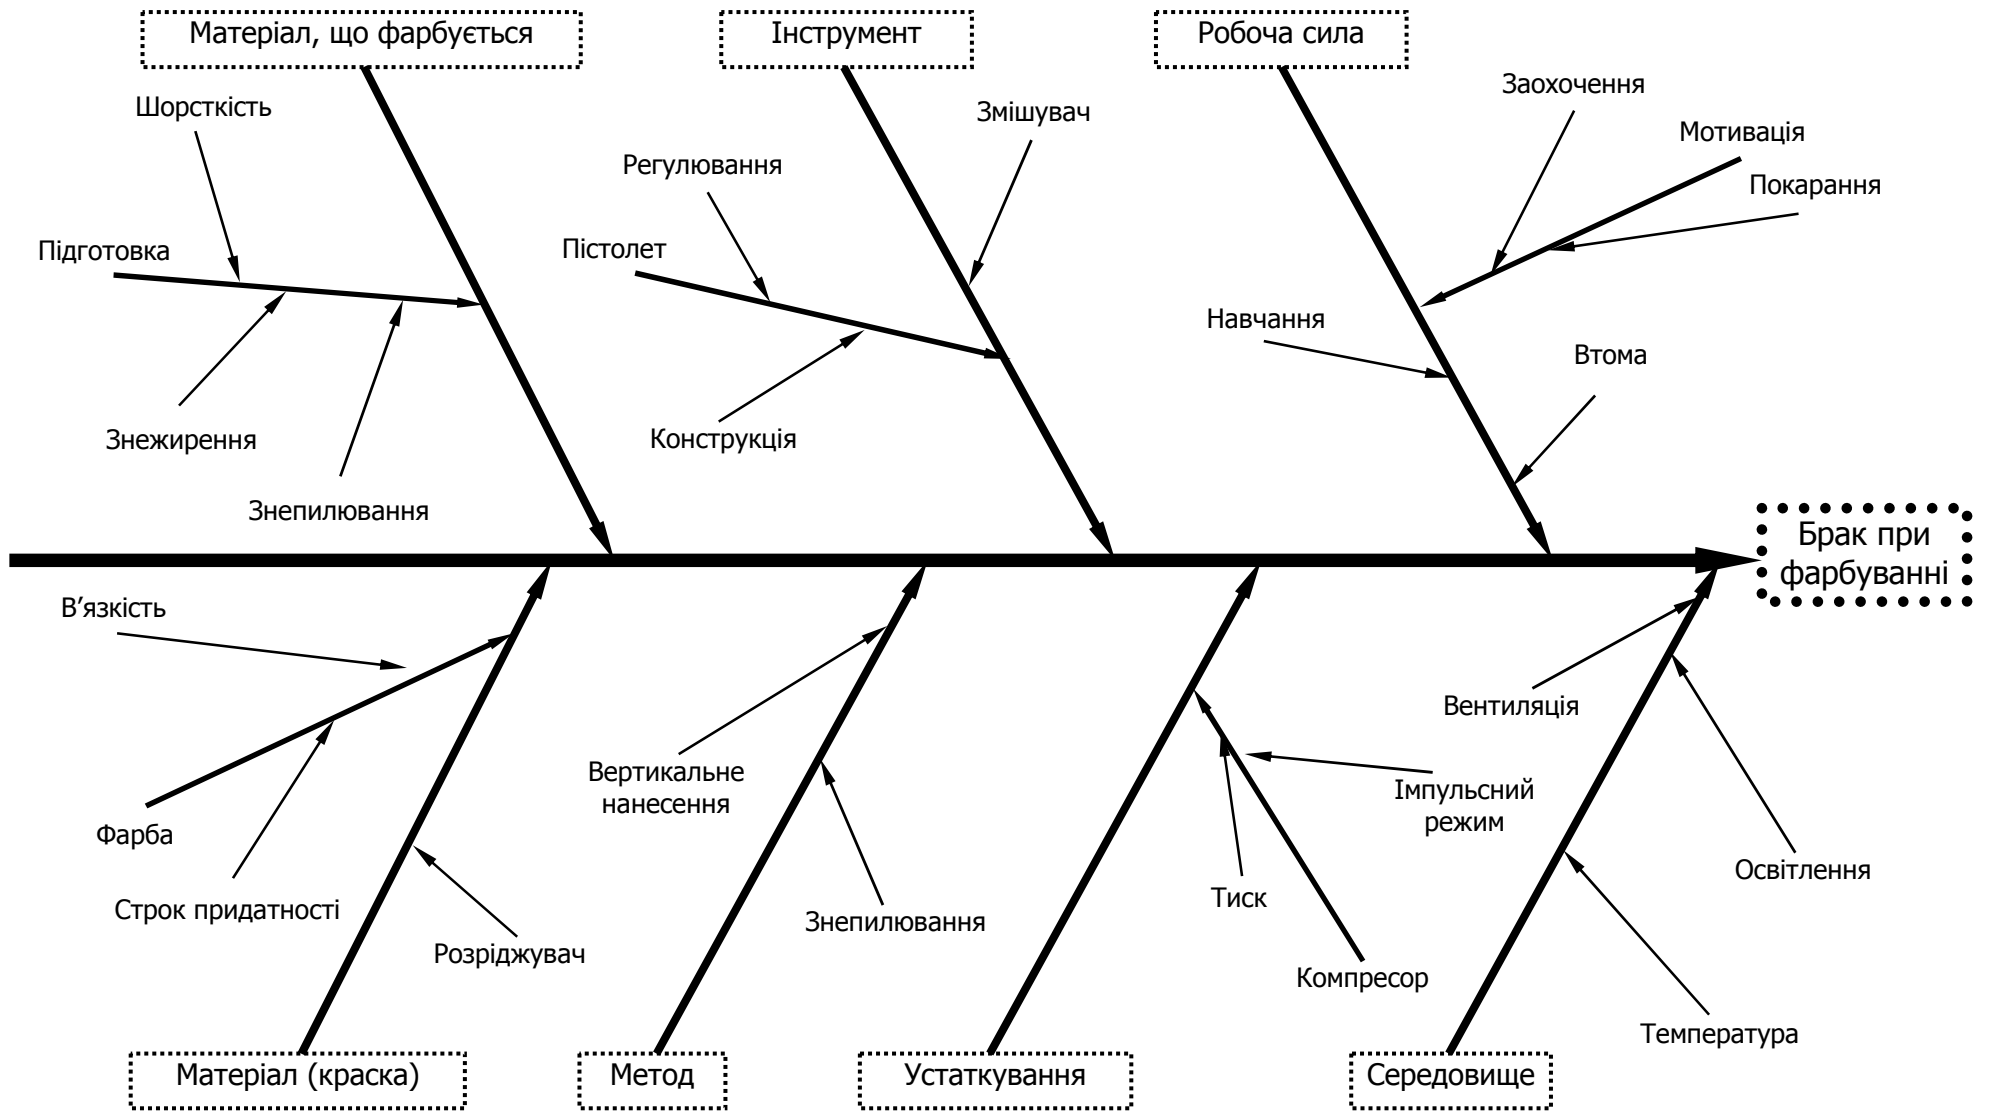 Матеріал, що фарбується
Інструмент
Робоча сила
Шорсткість
Змішувач
Заохочення
Мотивація
Регулювання
Покарання
Підготовка
Пістолет
Навчання
Втома
Знежирення
Конструкція
Знепилювання
Брак при
фарбуванні
В’язкість
Вентиляція
Вертикальне
нанесення
Імпульсний
режим
Фарба
Освітлення
Тиск
Строк придатності
Знепилювання
Розріджувач
Компресор
Температура
Матеріал (краска)
Метод
Устаткування
Середовище